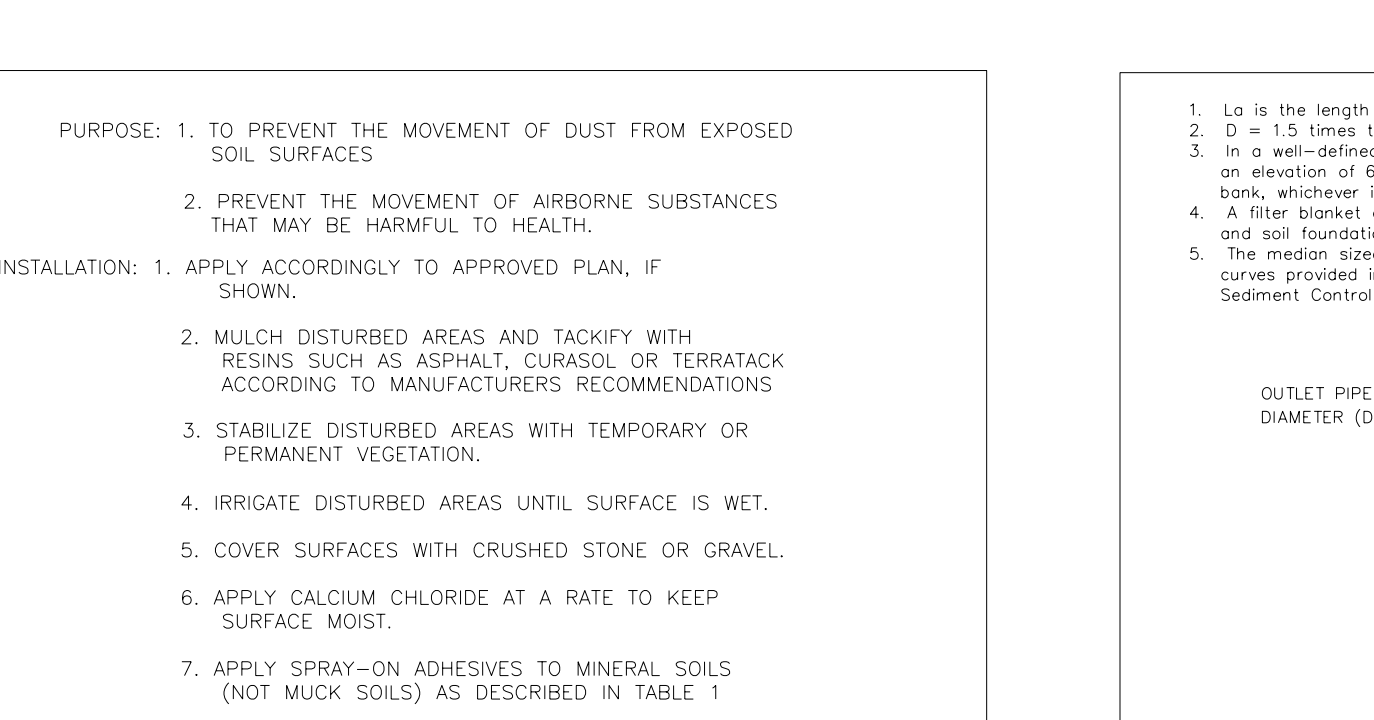 PURPOSE: 1. TO PREVENT THE MOVEMENT OF DUST FROM EXPOSED
SOIL SURFACES
2. PREVENT THE MOVEMENT OF AIRBORNE SUBSTANCES
THAT MAY BE HARMFUL TO HEALTH.
INSTALLATION: 1. APPLY ACCORDINGLY TO APPROVED PLAN, IF
SHOWN.
2. MULCH DISTURBED AREAS AND TACKIFY WITH
RESINS SUCH AS ASPHALT, CURASOL OR TERRATACK
ACCORDING TO MANUFACTURERS RECOMMENDATIONS
3. STABILIZE DISTURBED AREAS WITH TEMPORARY OR
PERMANENT VEGETATION.
4. IRRIGATE DISTURBED AREAS UNTIL SURFACE IS WET.
5. COVER SURFACES WITH CRUSHED STONE OR GRAVEL.
6. APPLY CALCIUM CHLORIDE AT A RATE TO KEEP
SURFACE MOIST.
7. APPLY SPRAY-ON ADHESIVES TO MINERAL SOILS
(NOT MUCK SOILS) AS DESCRIBED IN TABLE 1
1. La is the length
2. D = 1.5 times
3. In a well-defined
an elevation of 6
bank, whichever
4. A filter blanket
and soil
5. The median
curves provided
Sediment Control
OUTLET PIPE
DIAMETER (D